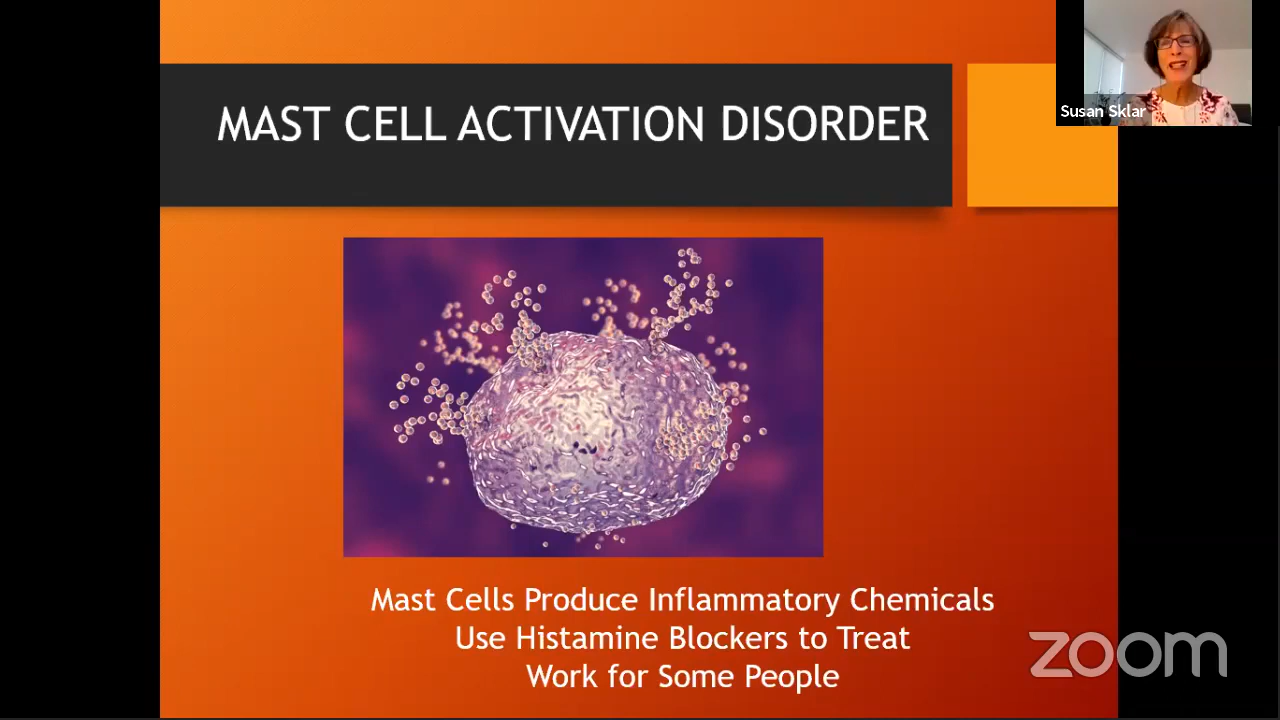 MAST CELL ACTIVATION DISORDER
Susan Sklar
Mast Cells Produce Inflammatory Chemicals
Use Histamine Blockers to Treat
Work for Some People
zoom